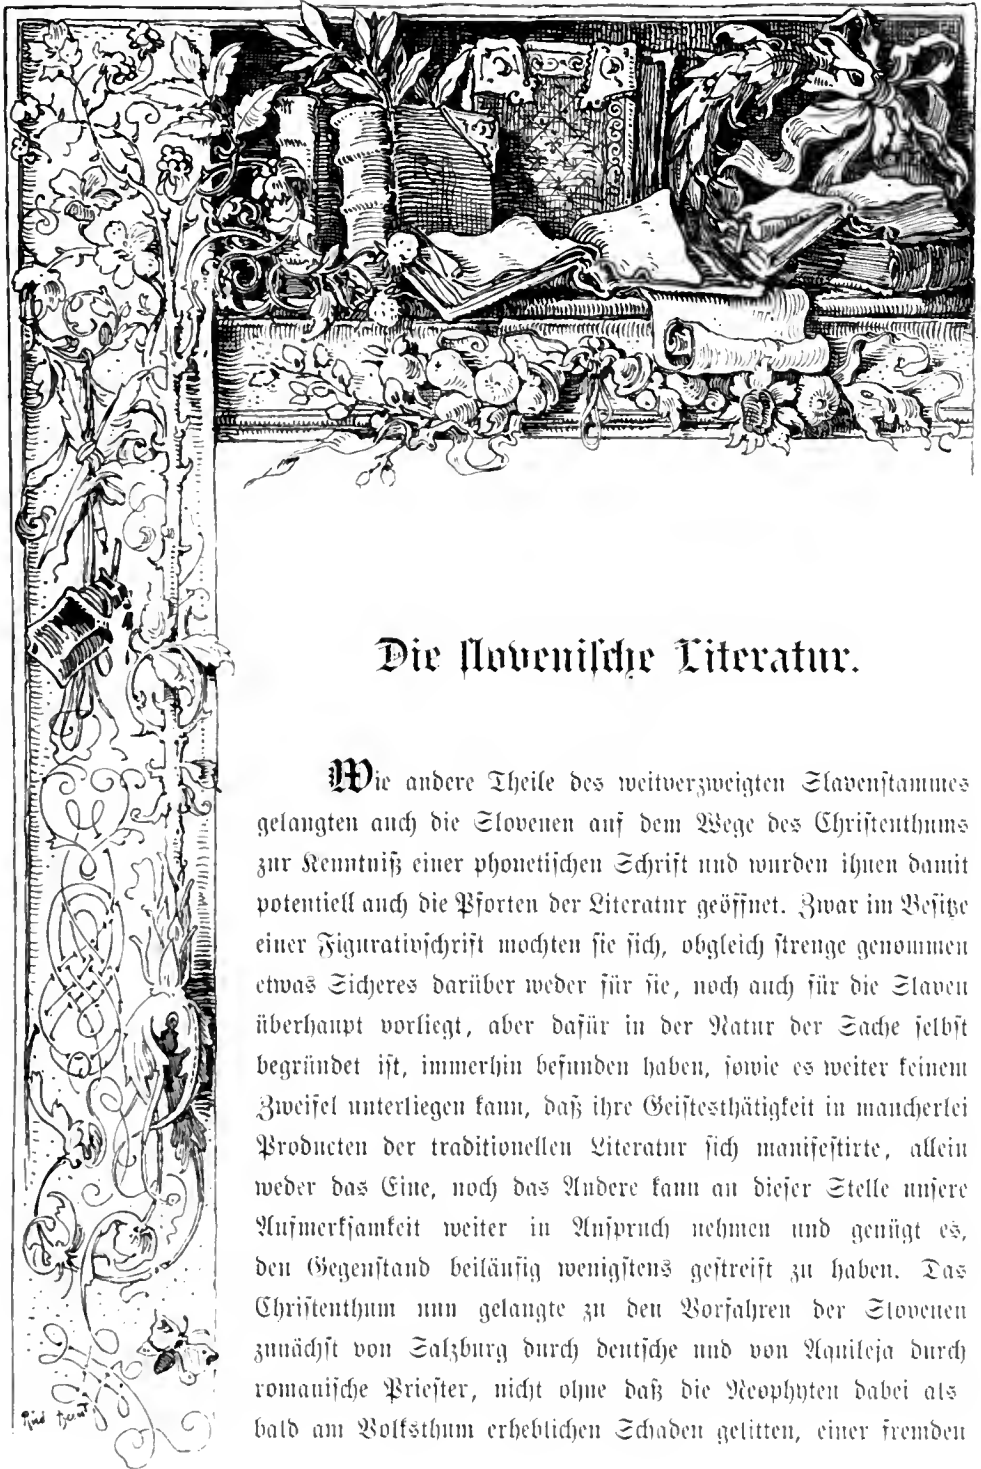 Die slovenische Literatur.
Wie andere Theile des weitverzweigten Slavenstammes
gelangten auch die Slovenen auf dem Wege des Christenthums
zur Kenntniß einer phonetischen Schrift und wurden ihnen damit
potentiell auch die Pforten der Literatur geöffnet. Zwar im Besitze
einer Figurativschrift mochten sie sich, obgleich strenge genommen
etwas Sicheres darüber weder für sie, noch auch für die Slaven
überhaupt vorliegt, aber dafür in der Natur der Sache selbst
begründet ist, immerhin befunden haben, sowie es weiter keinem
Zweifel unterliegen kann, daß ihre Geistesthätigkeit in mancherlei
Producten der traditionellen Literatur sich manifestirte, allein
weder das Eine, noch das Andere kann an dieser Stelle unsere
Aufmerksamkeit weiter in Anspruch nehmen und genügt es,
den Gegenstand beiläufig wenigstens gestreift zu haben. Das
Christenthum nun gelangte zu den Vorfahren der Slovenen
zunächst von Salzburg durch deutsche und von Aquileja durch
romanische Priester, nicht ohne daß die Neophyten dabei als
bald am Volksthum erheblichen Schaden gelitten, einer fremden